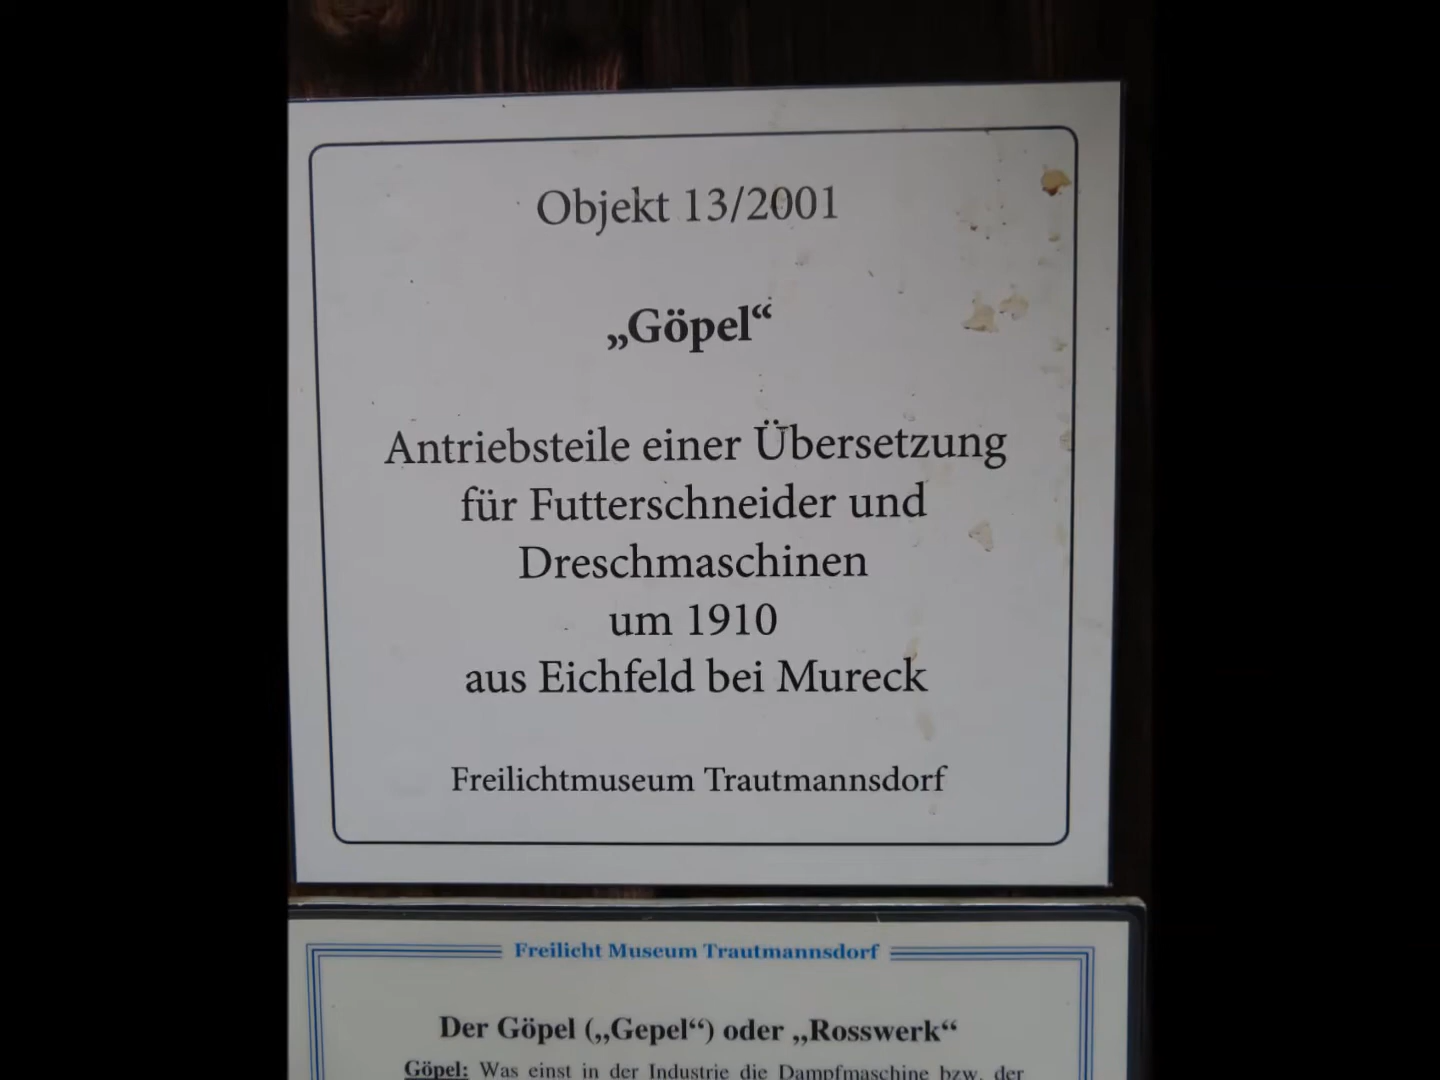 Objekt 13/2001
„Göpel“
Antriebsteile einer Übersetzung
für Futterschneider und
Dreschmaschinen
um 1910
aus Eichfeld bei Mureck
Freilichtmuseum Trautmannsdorf
Freilicht Museum Trautmannsdorf
Der Göpel („Gepel“) oder „Rosswerk“
Göpel: Was einst in der Industrie die Dampfmaschine bzw. der